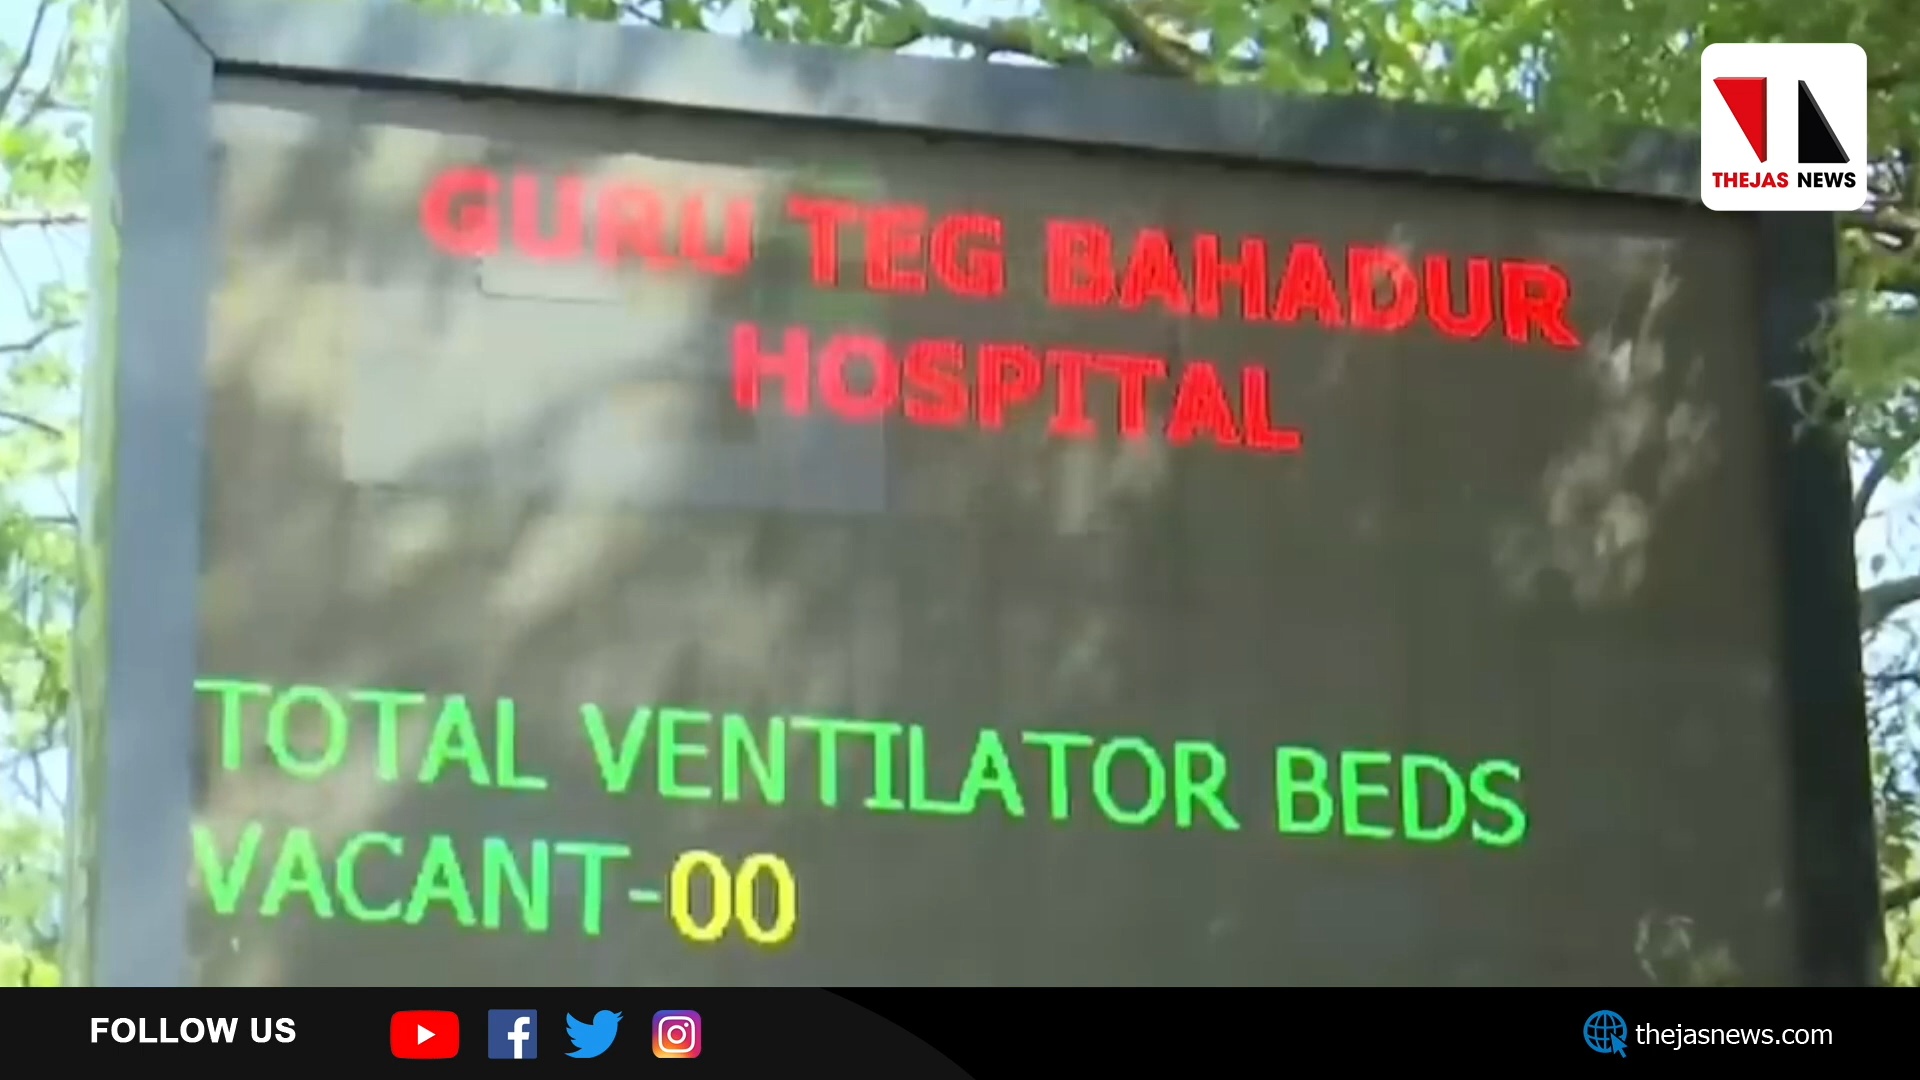 THEJAS NEWS
GURU TEG BAHADUR
HOSPITAL
TOTAL VENTILATOR BEDS
VACANT-00
FOLLOW US
thejasnews.com